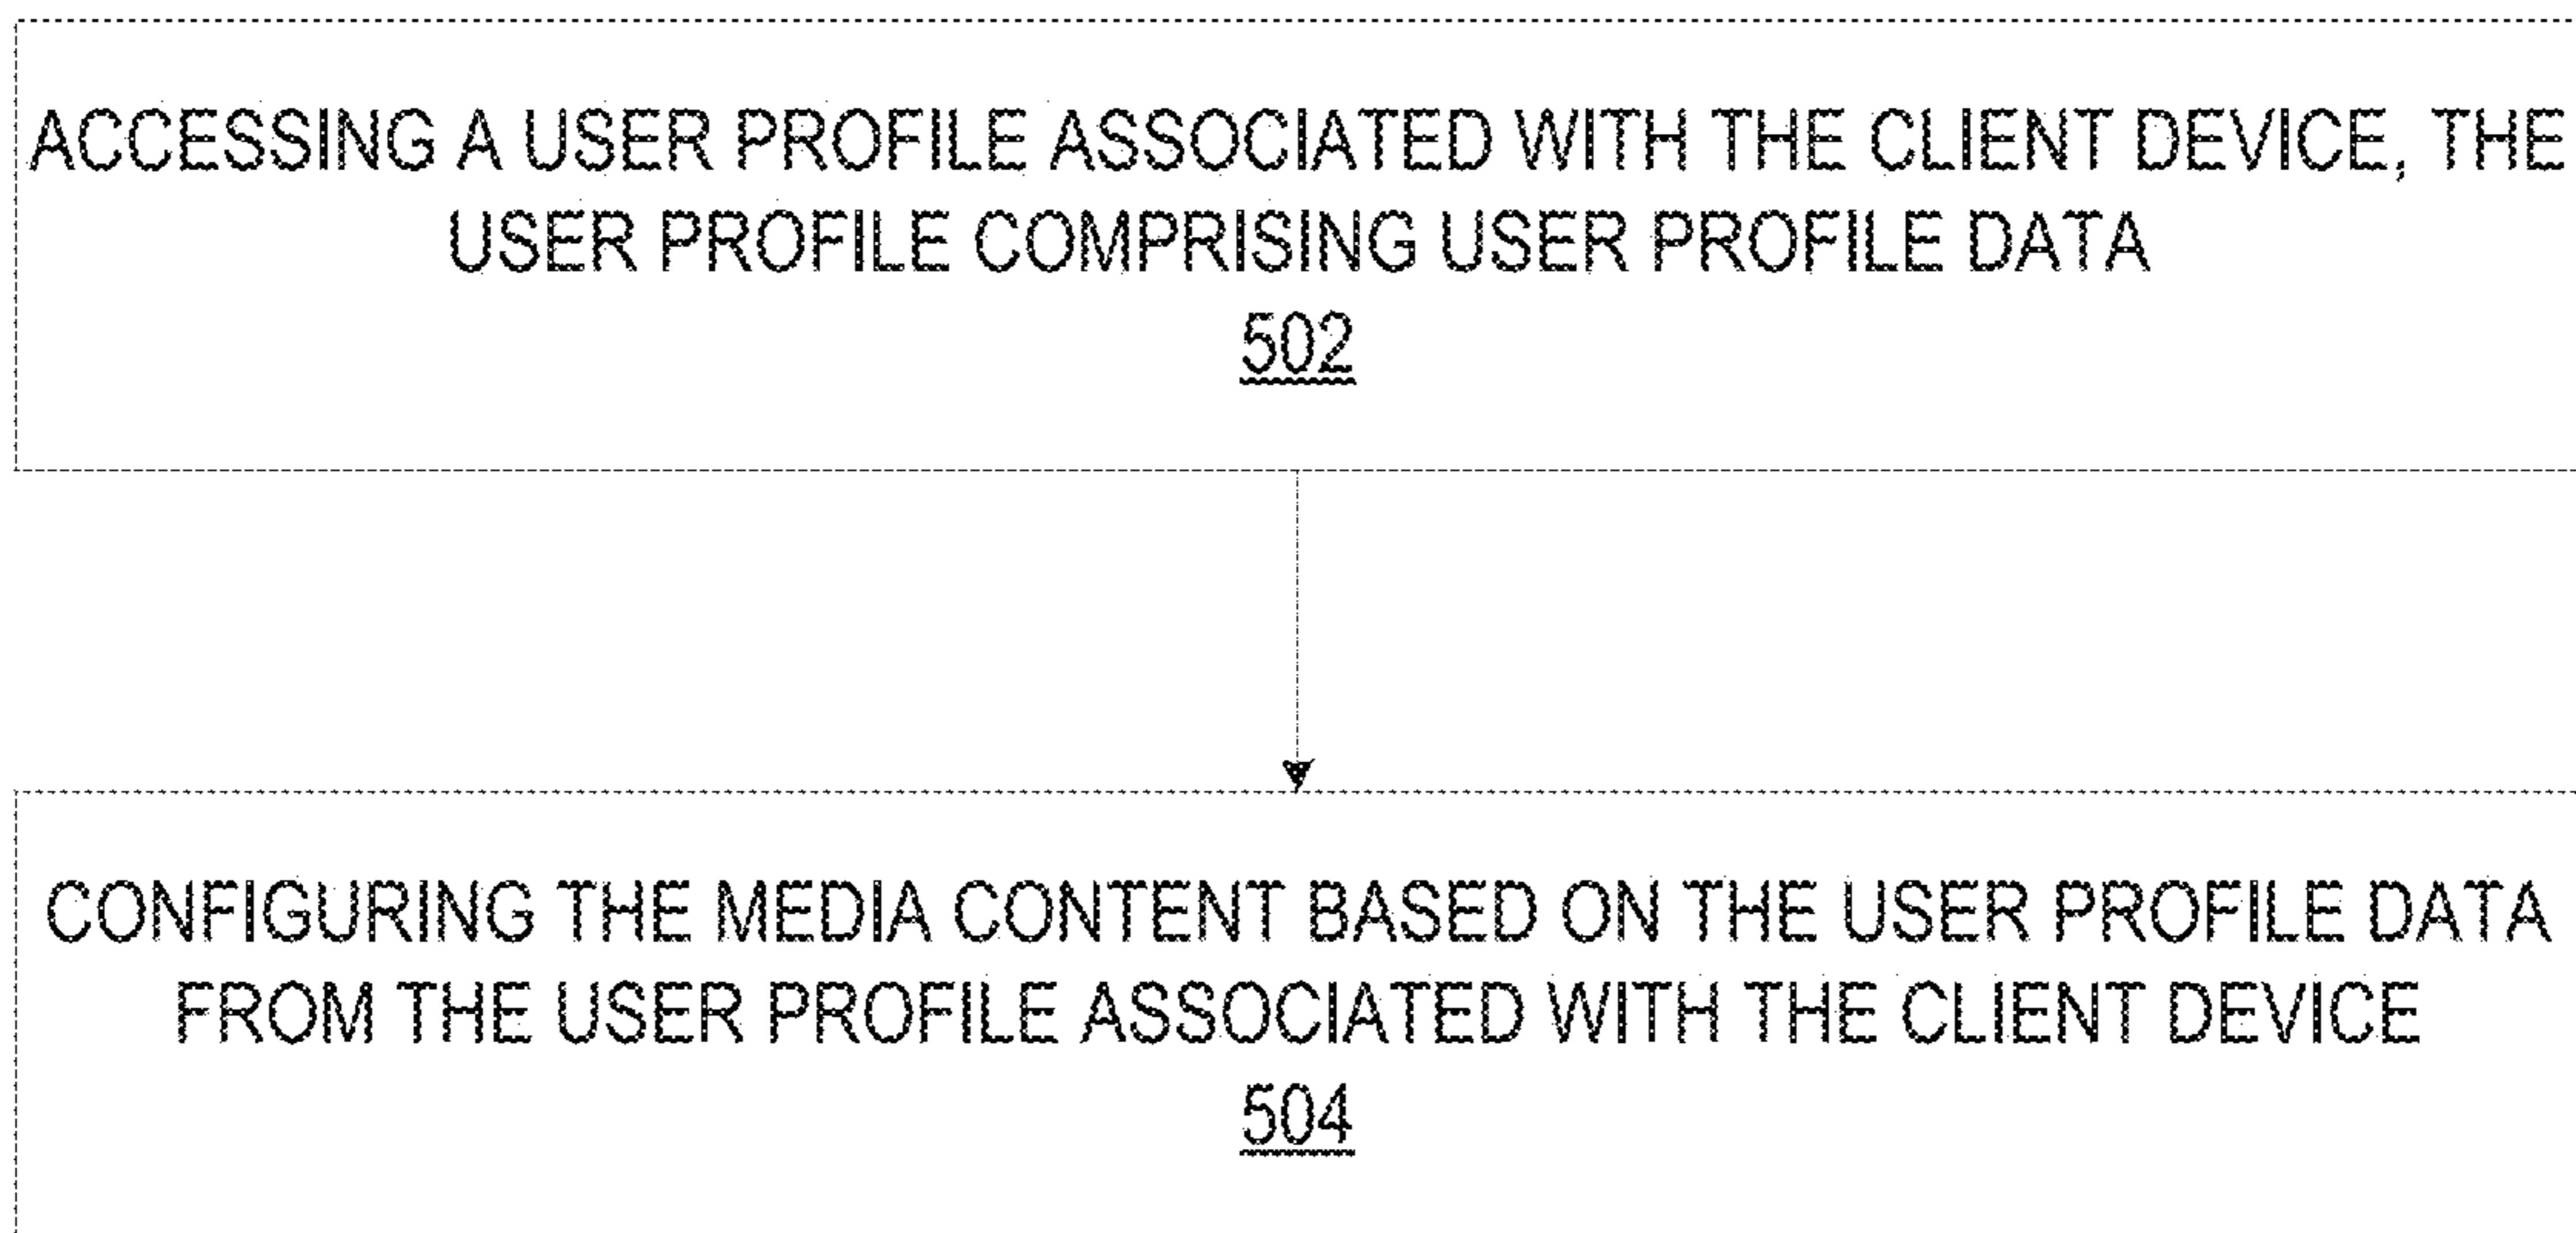 ACCESSING A USER PROFILE ASSOCIATED WITH THE CLIENT DEVICE, THE
USER PROFILE COMPRISING USER PROFILE DATA
502
CONFIGURING THE MEDIA CONTENT BASED ON THE USER PROFILE DATA
FROM THE USER PROFILE ASSOCIATED WITH THE CLIENT DEVICE
504